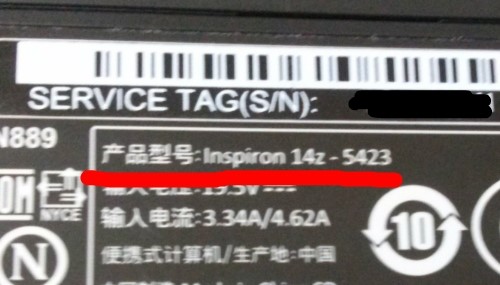 SERVICE TAG(S/N):
N889
产品型号: Inspiron 14z - 5423
输入电压: 19.5V ---
输入电流: 3.34A/4.62A
便携式计算机/生产地: 中国
NYCE
N
10